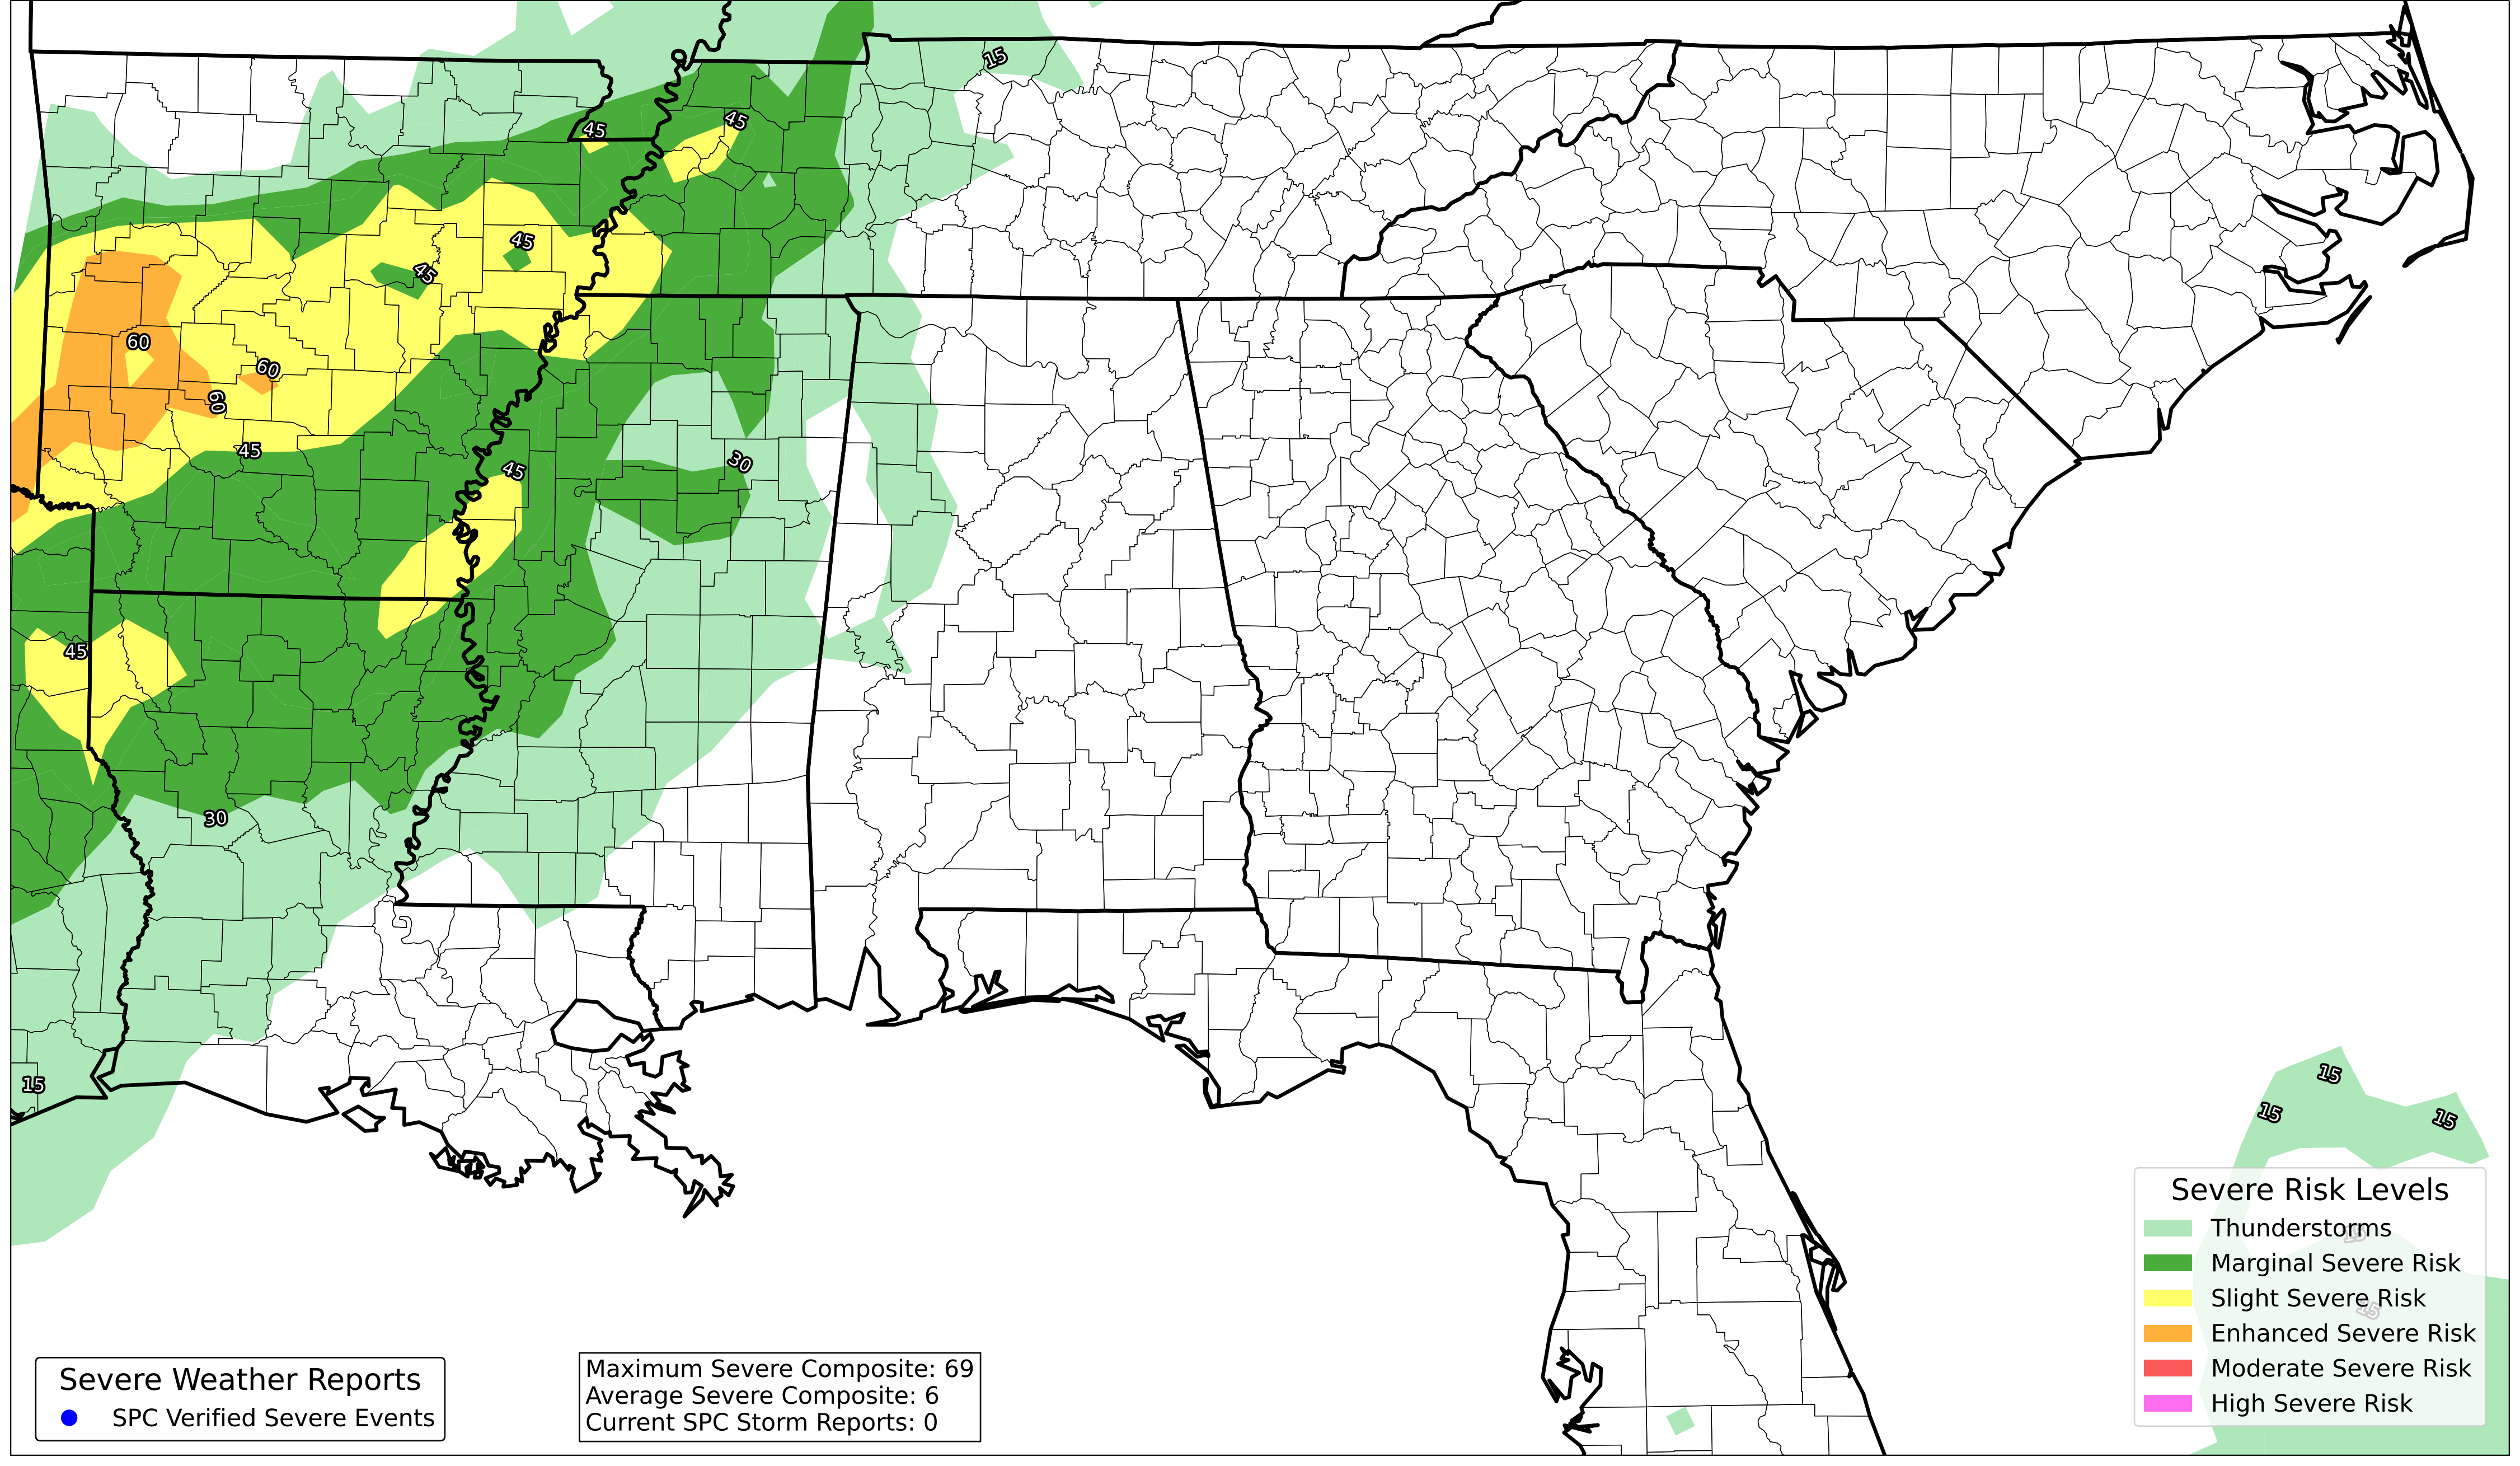 15
45
45
45
45
60
60
60
45
45
30
45
30
15
15
15
15
Severe Risk Levels
Thunderstorms
15
Marginal Severe Risk
Slight Severe Risk
15
Enhanced Severe Risk
Moderate Severe Risk
High Severe Risk
Severe Weather Reports
SPC Verified Severe Events
Maximum Severe Composite: 69
Average Severe Composite: 6
Current SPC Storm Reports: 0